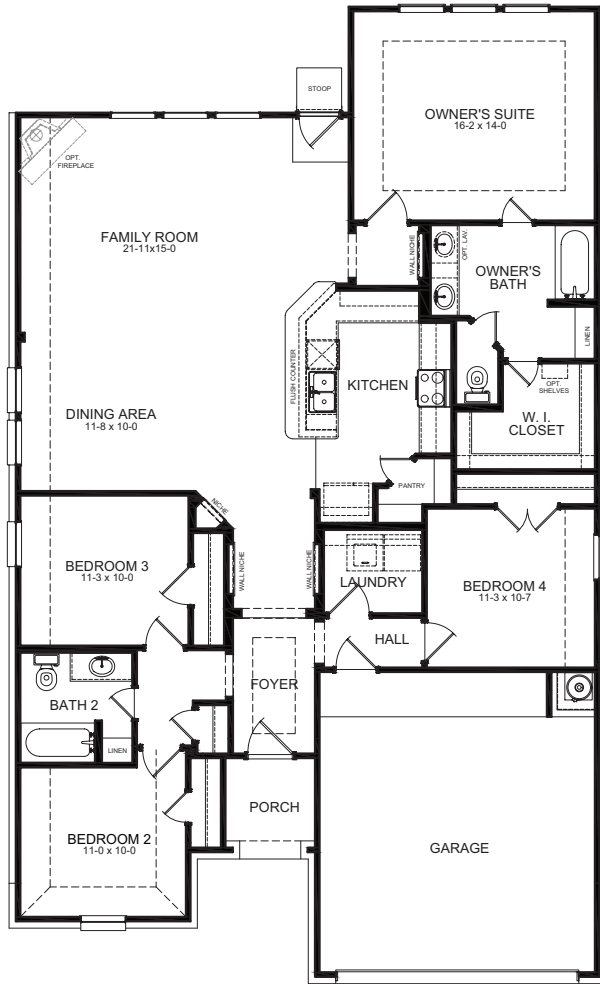 STOOP
OWNER'S SUITE
16-2 x 14-0
OPT.
FIREPLACE
FAMILY ROOM
21-11x15-0
WALL NICHE
OPT. LAV.
OWNER'S
BATH
LINEN
FLUSH COUNTER
KITCHEN
OPT.
SHELVES
DINING AREA
11-8 x 10-0
W. I.
CLOSET
PANTRY
NICHE
BEDROOM 3
11-3 x 10-0
WALL NICHE
WALL NICHE
LAUNDRY
BEDROOM 4
11-3 x 10-7
HALL
FOYER
BATH 2
LINEN
PORCH
BEDROOM 2
11-0 x 10-0
GARAGE